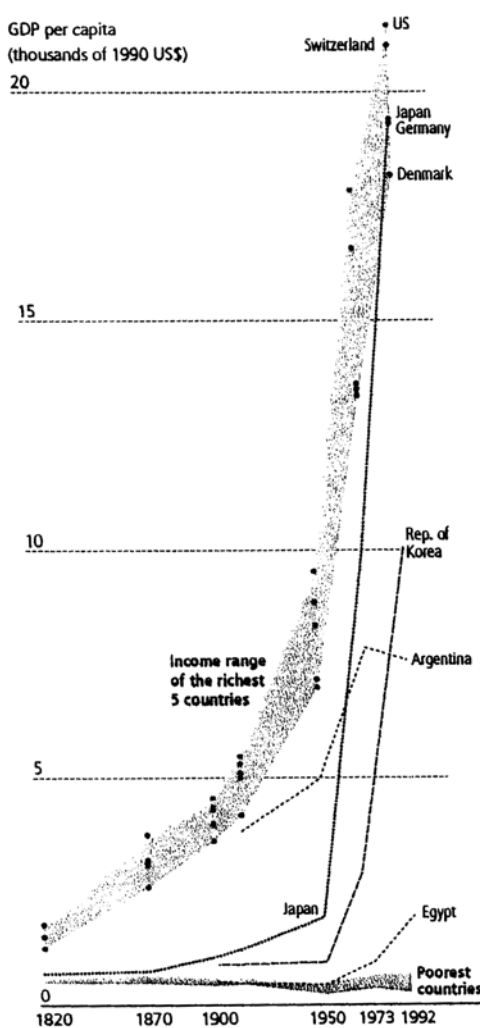 GDP per capita
(thousands of 1990 US$)
US
Switzerland
20
Japan
Germany
Denmark
15
10
Rep. of
Korea
Income range
of the richest
5 countries
Argentina
5
Japan
Egypt
Poorest
countries
0
1820 1870 1900 1950 1973 1992